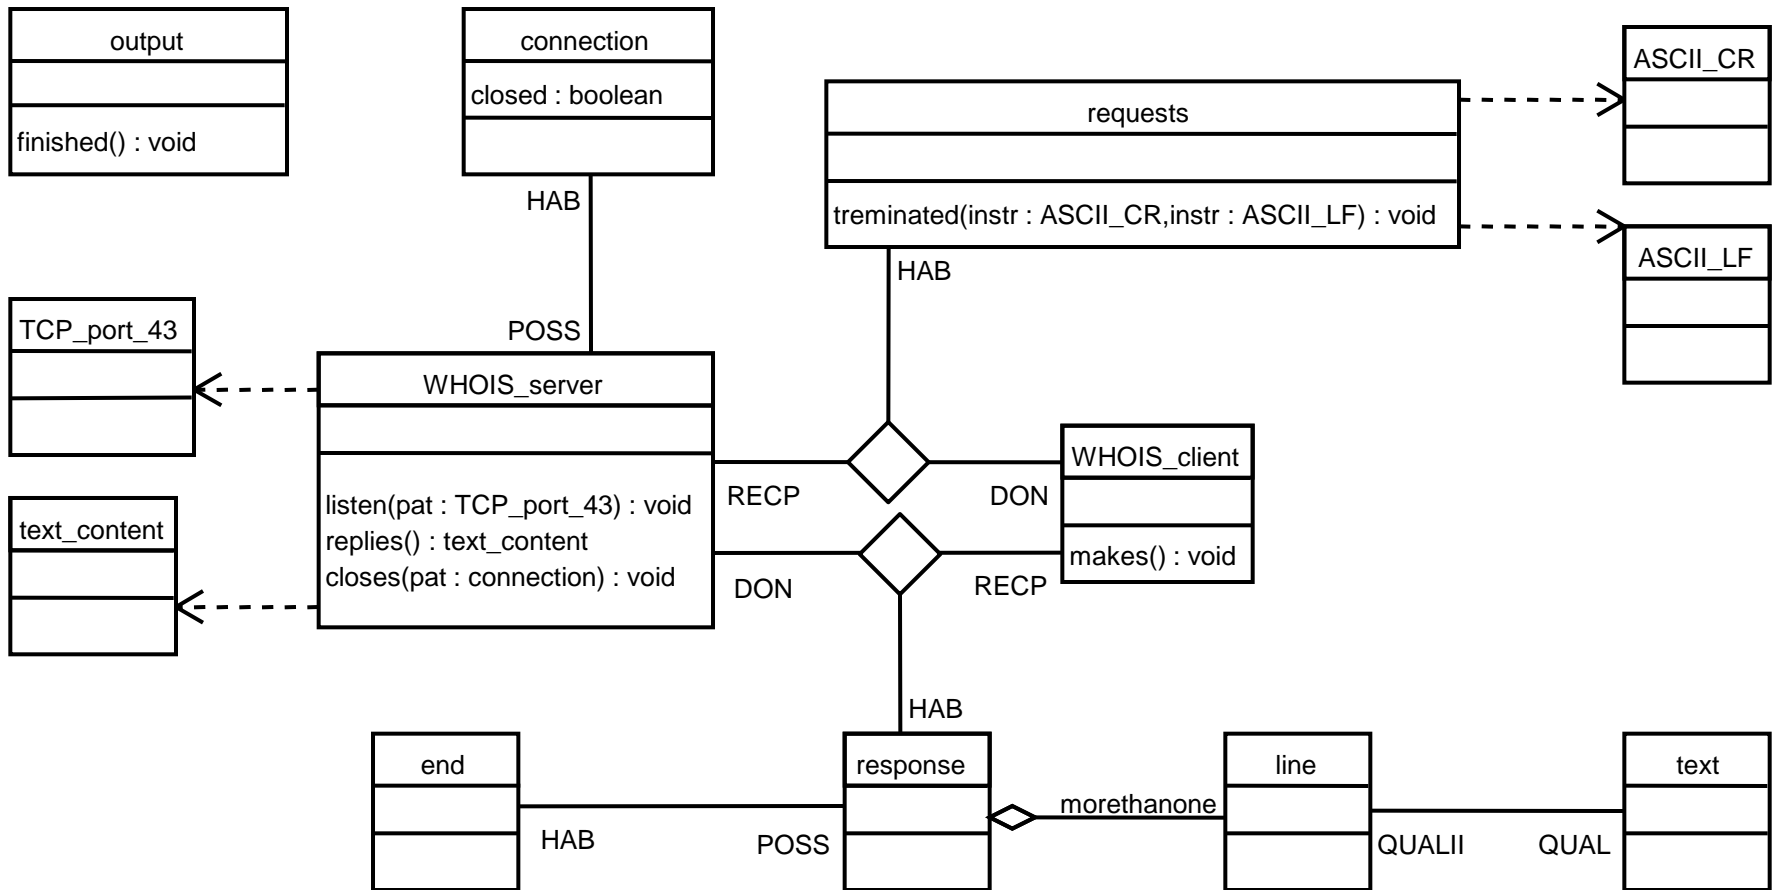 output
finished() : void
connection
closed : boolean
HAB
POSS
requests
treminated(instr : ASCII_CR,instr : ASCII_LF) : void
HAB
ASCII_CR
ASCII_LF
TCP_port_43
text_content
WHOIS_server
listen(pat : TCP_port_43) : void
replies() : text_content
closes(pat : connection) : void
RECP
DON
DON
RECP
WHOIS_client
makes() : void
HAB
end
HAB
POSS
response
morethanone
line
QUALII
QUAL
text